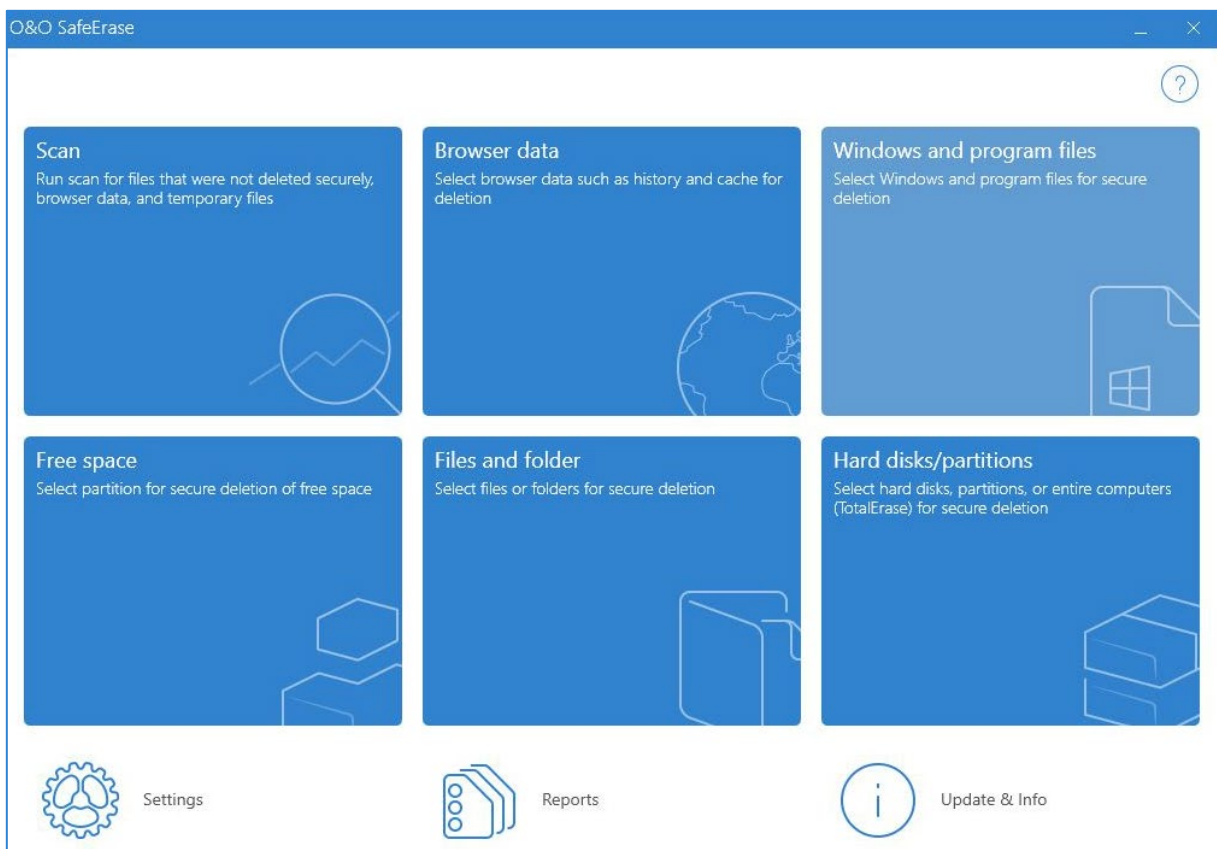 O&O SafeErase
?
Scan
Run scan for files that were not deleted securely,
browser data, and temporary files
Browser data
Select browser data such as history and cache for
deletion
Windows and program files
Select Windows and program files for secure
deletion
Free space
Select partition for secure deletion of free space
Files and folder
Select files or folders for secure deletion
Hard disks/partitions
Select hard disks, partitions, or entire computers
(TotalErase) for secure deletion
Settings
Reports
i
Update & Info